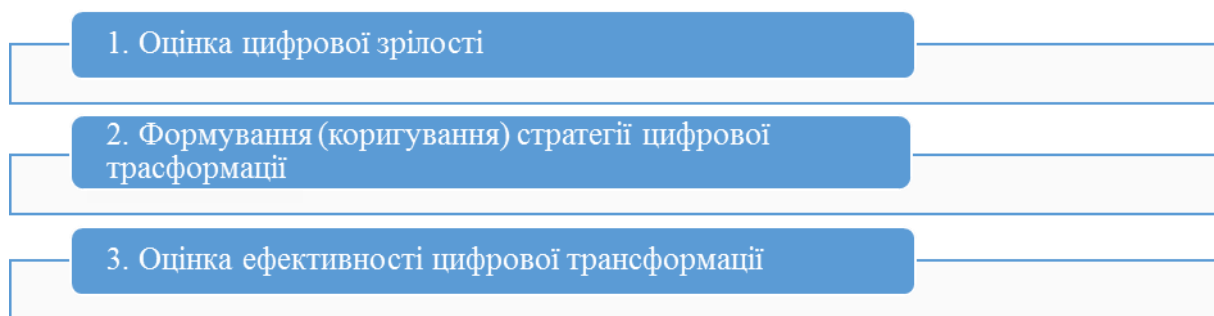 1. Оцінка цифрової зрілості
2. Формування (коригування) стратегії цифрової
трасформації
3. Оцінка ефективності цифрової трансформації